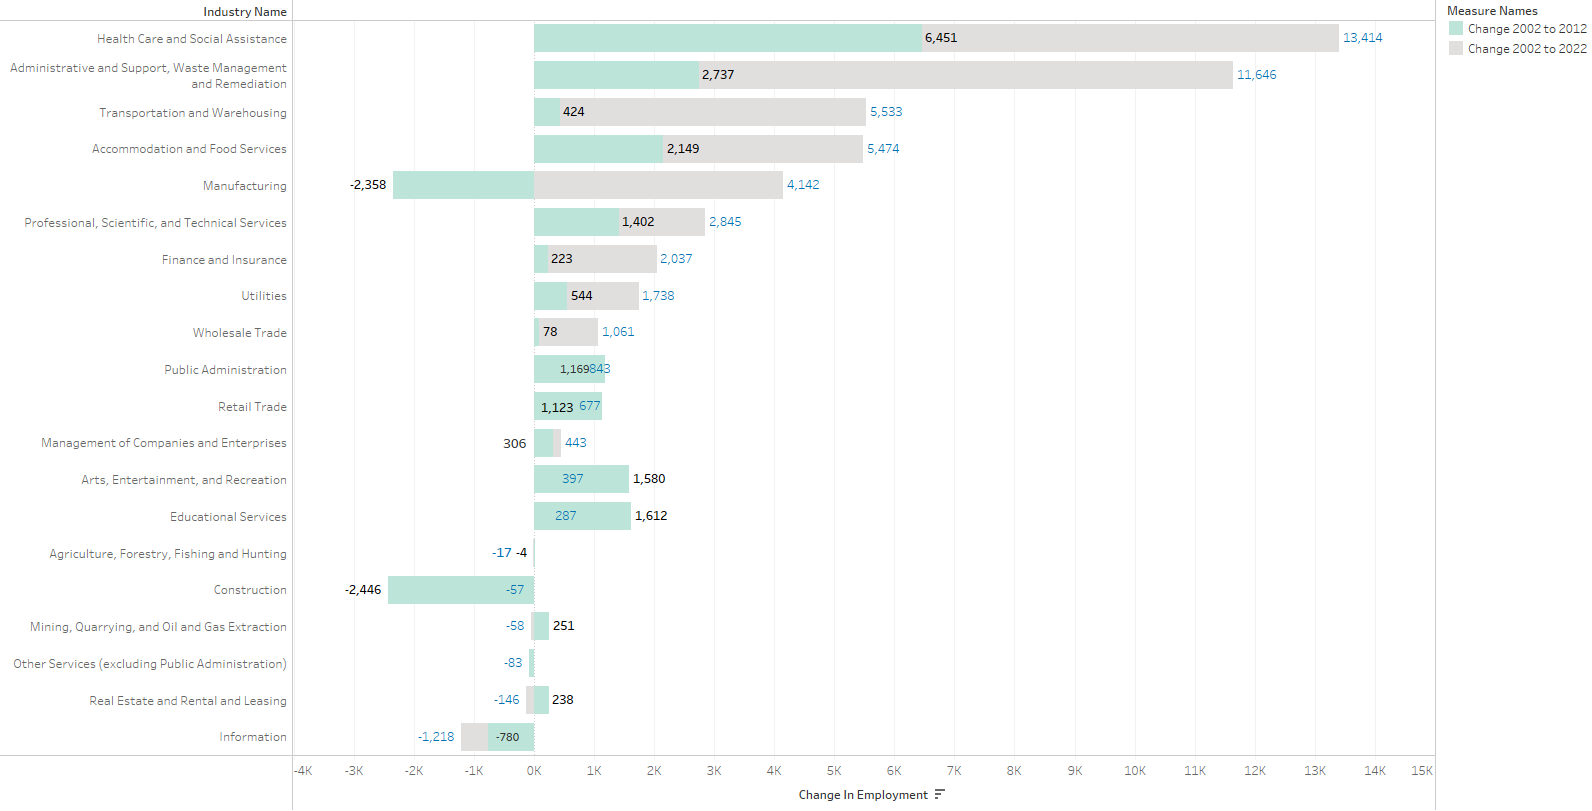 Industry Name
Measure Names
Change 2002 to 2012
Change 2002 to 2022
Health Care and Social Assistance 6,451 13,414
Administrative and Support, Waste Management
and Remediation 2,737 11,646
Transportation and Warehousing 424 5,533
Accommodation and Food Services 2,149 5,474
Manufacturing -2,358 4,142
Professional, Scientific, and Technical Services 1,402 2,845
Finance and Insurance 223 2,037
Utilities 544 1,738
Wholesale Trade 78 1,061
Public Administration 1,169 843
Retail Trade 1,123 677
Management of Companies and Enterprises 306 443
Arts, Entertainment, and Recreation 397 1,580
Educational Services 287 1,612
Agriculture, Forestry, Fishing and Hunting -17 -4
Construction -2,446 -57
Mining, Quarrying, and Oil and Gas Extraction -58 251
Other Services (excluding Public Administration) -83
Real Estate and Rental and Leasing -146 238
Information -1,218 -780
-4K -3K -2K -1K 0K 1K 2K 3K 4K 5K 6K 7K 8K 9K 10K 11K 12K 13K 14K 15K
Change In Employment